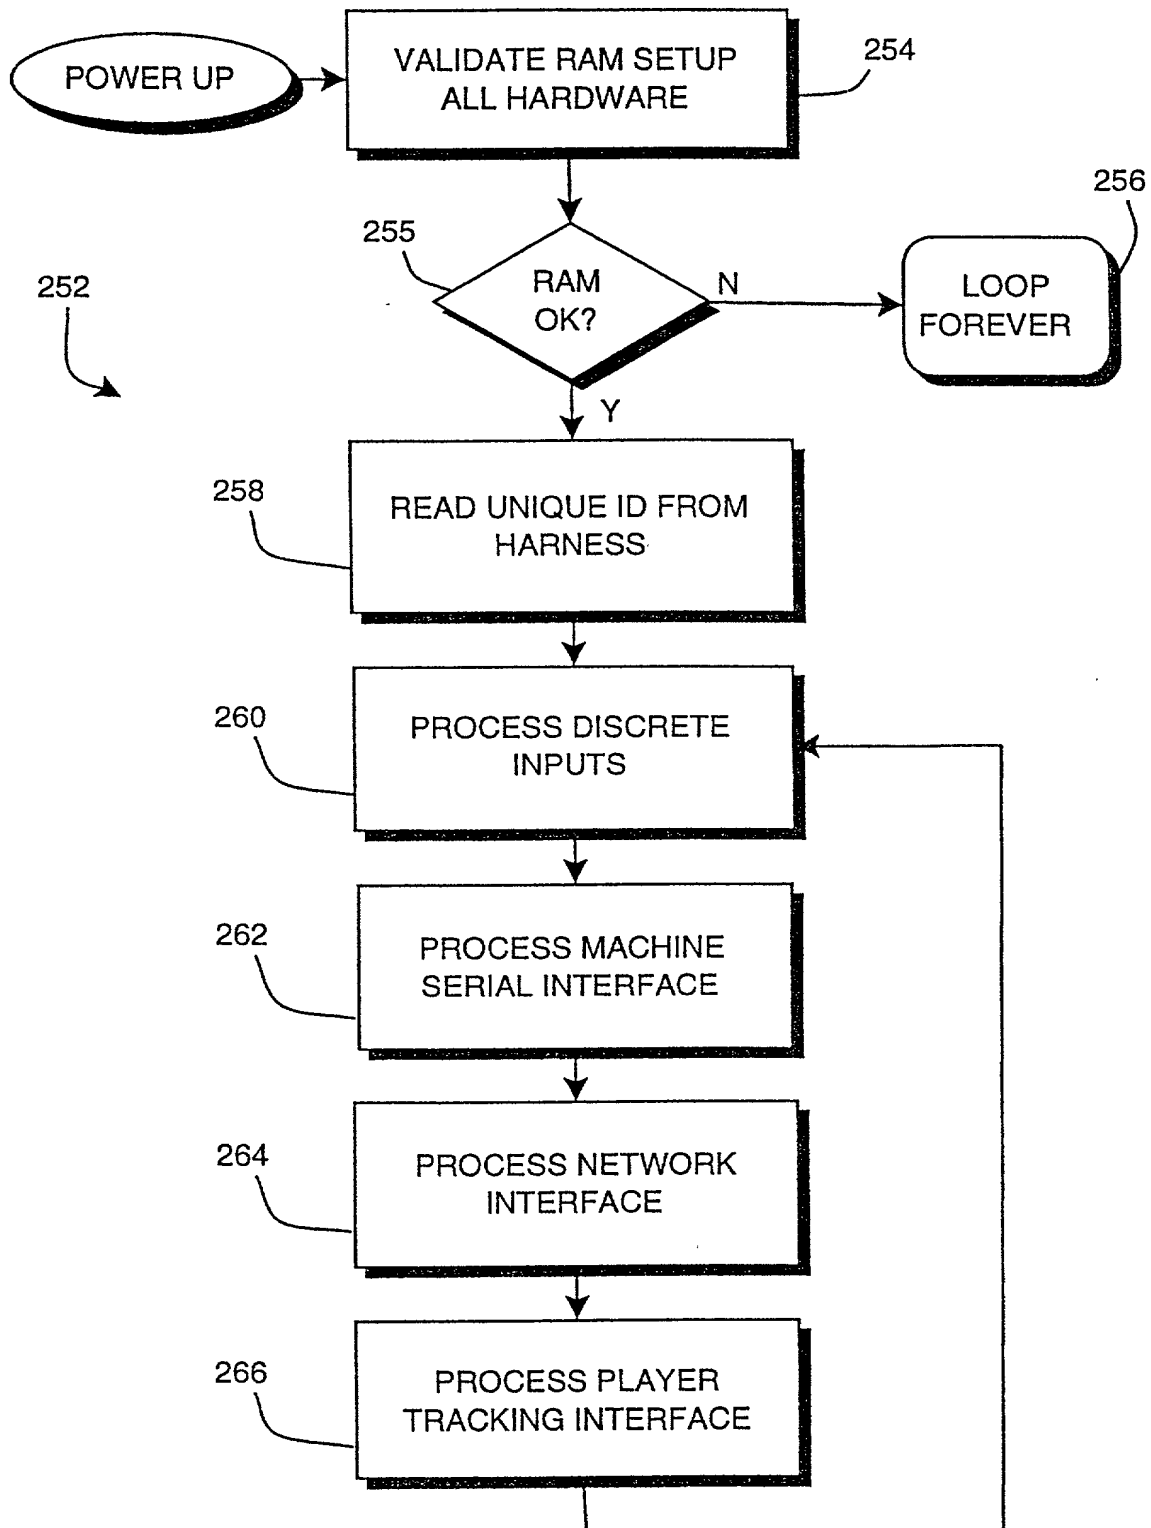 POWER UP
VALIDATE RAM SETUP
ALL HARDWARE
254
256
255
RAM
OK?
N
LOOP
FOREVER
252
Y
258
READ UNIQUE ID FROM
HARNESS
260
PROCESS DISCRETE
INPUTS
262
PROCESS MACHINE
SERIAL INTERFACE
264
PROCESS NETWORK
INTERFACE
266
PROCESS PLAYER
TRACKING INTERFACE